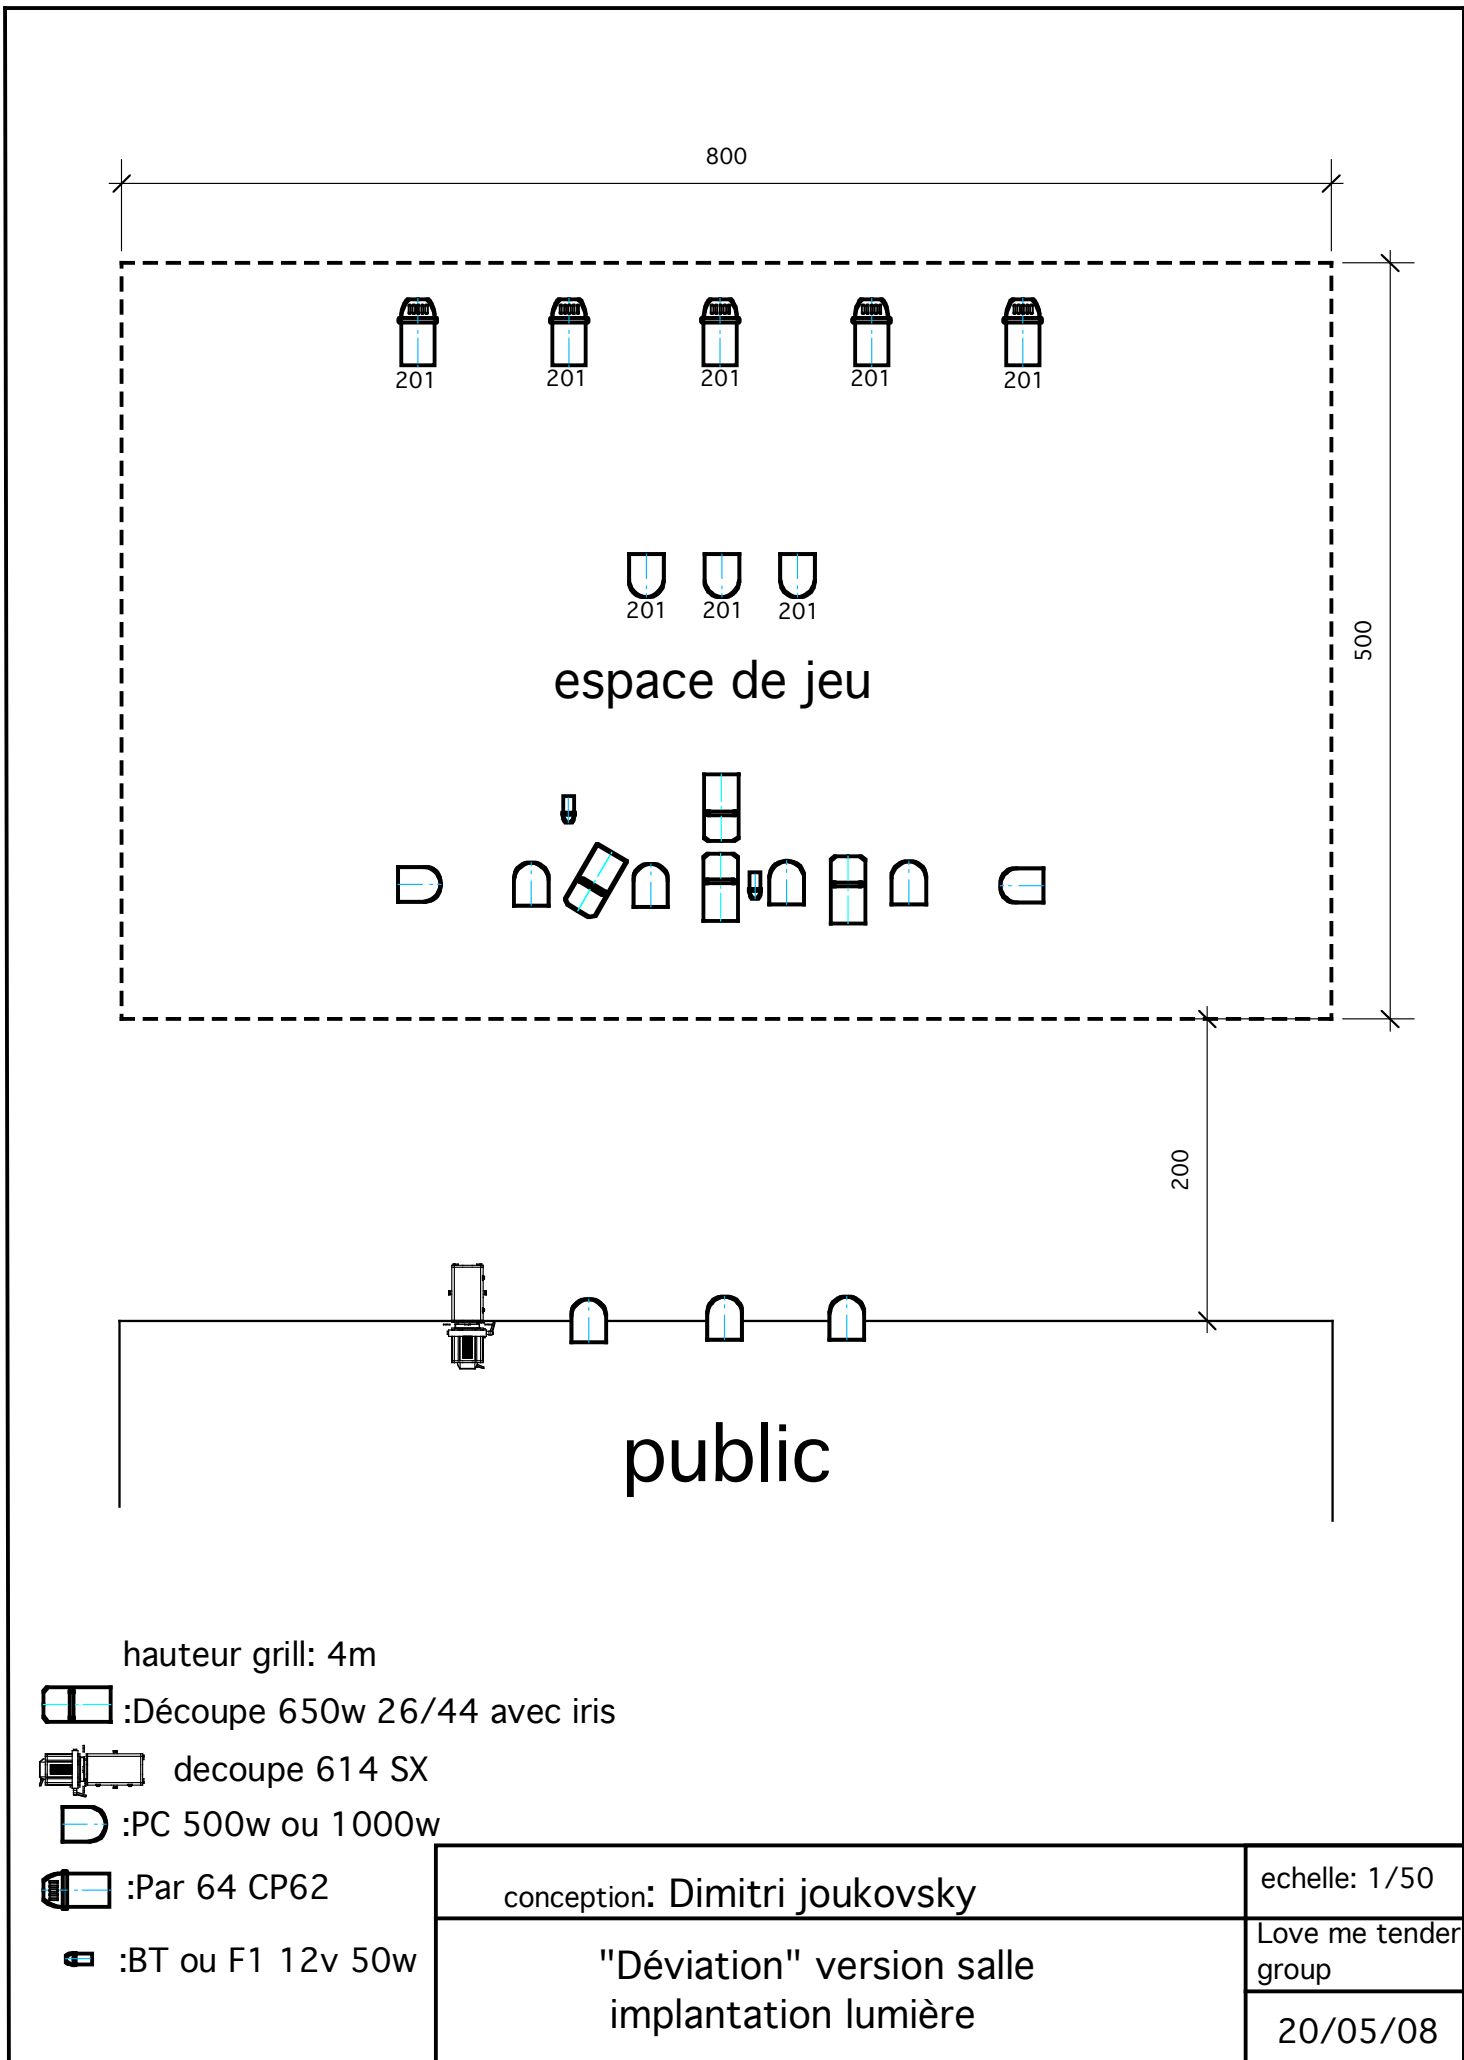 800
201
201
201
201
201
201
201
201
500
espace de jeu
200
public
hauteur grill: 4m
:Découpe 650w 26/44 avec iris
decoupe 614 SX
:PC 500w ou 1000w
:Par 64 CP62
:BT ou F1 12v 50w
conception: Dimitri joukovsky
echelle: 1/50
"Déviation" version salle
implantation lumière
Love me tender
group
20/05/08